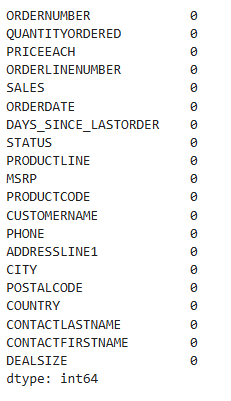 ORDERNUMBER 0
QUANTITYORDERED 0
PRICEEACH 0
ORDERLINENUMBER 0
SALES 0
ORDERDATE 0
DAYS_SINCE_LASTORDER 0
STATUS 0
PRODUCTLINE 0
MSRP 0
PRODUCTCODE 0
CUSTOMERNAME 0
PHONE 0
ADDRESSLINE1 0
CITY 0
POSTALCODE 0
COUNTRY 0
CONTACTLASTNAME 0
CONTACTFIRSTNAME 0
DEALSIZE 0
dtype: int64